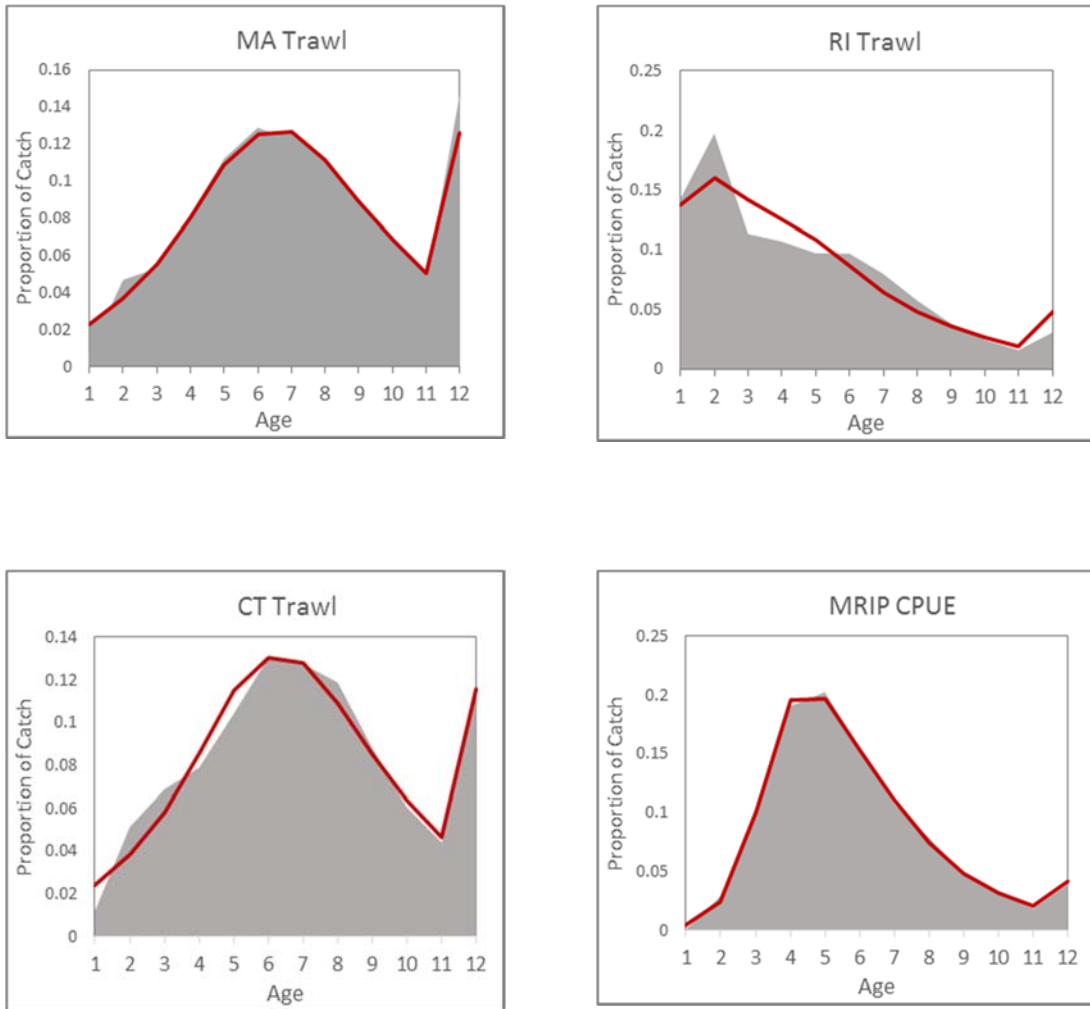 MA Trawl
Proportion of Catch
0.16
0.14
0.12
0.1
0.08
0.06
0.04
0.02
0
1 2 3 4 5 6 7 8 9 10 11 12
Age
RI Trawl
Proportion of Catch
0.25
0.2
0.15
0.1
0.05
0
1 2 3 4 5 6 7 8 9 10 11 12
Age
CT Trawl
Proportion of Catch
0.14
0.12
0.1
0.08
0.06
0.04
0.02
0
1 2 3 4 5 6 7 8 9 10 11 12
Age
MRIP CPUE
Proportion of Catch
0.25
0.2
0.15
0.1
0.05
0
1 2 3 4 5 6 7 8 9 10 11 12
Age